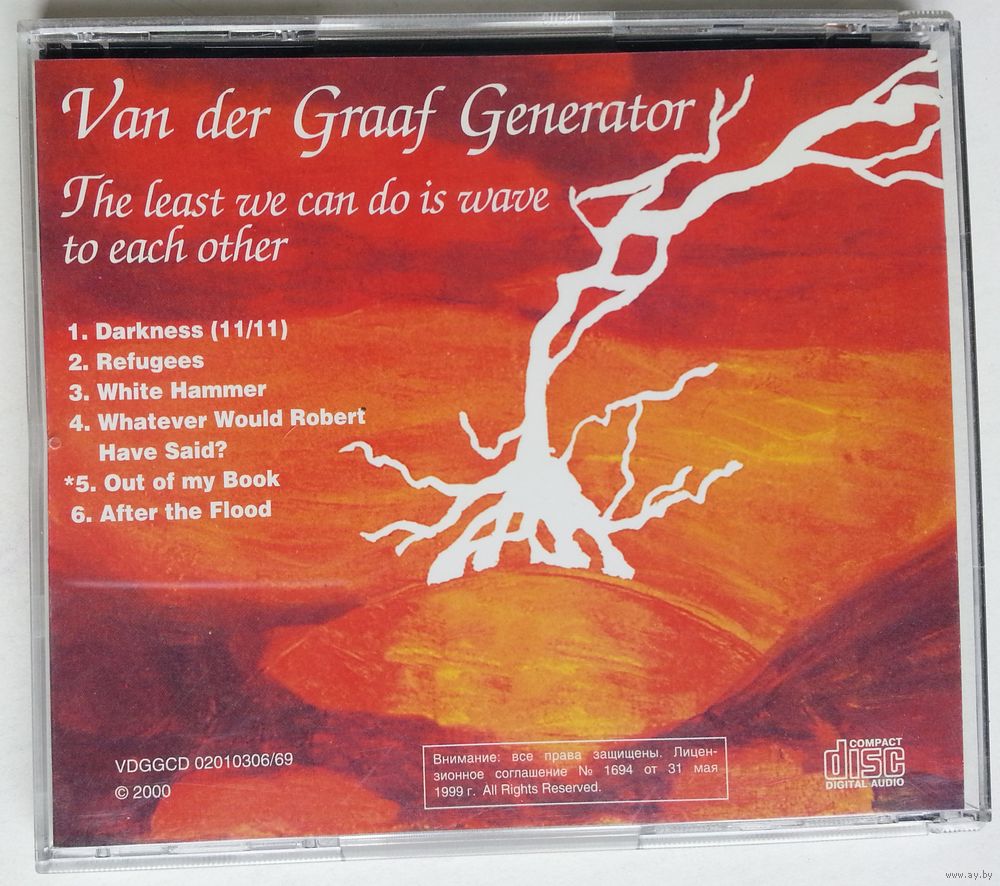 Van der Graaf Generator
The least we can do is wave
to each other
1. Darkness (11/11)
2. Refugees
3. White Hammer
4. Whatever Would Robert
Have Said?
*5. Out of my Book
6. After the Flood
VDGGCD 02010306/69
© 2000
Внимание: все права защищены. Лицен-
зионное соглашение № 1694 от 31 мая
1999 г. All Rights Reserved.
COMPACT
disc
DIGITAL AUDIO
www.ay.by